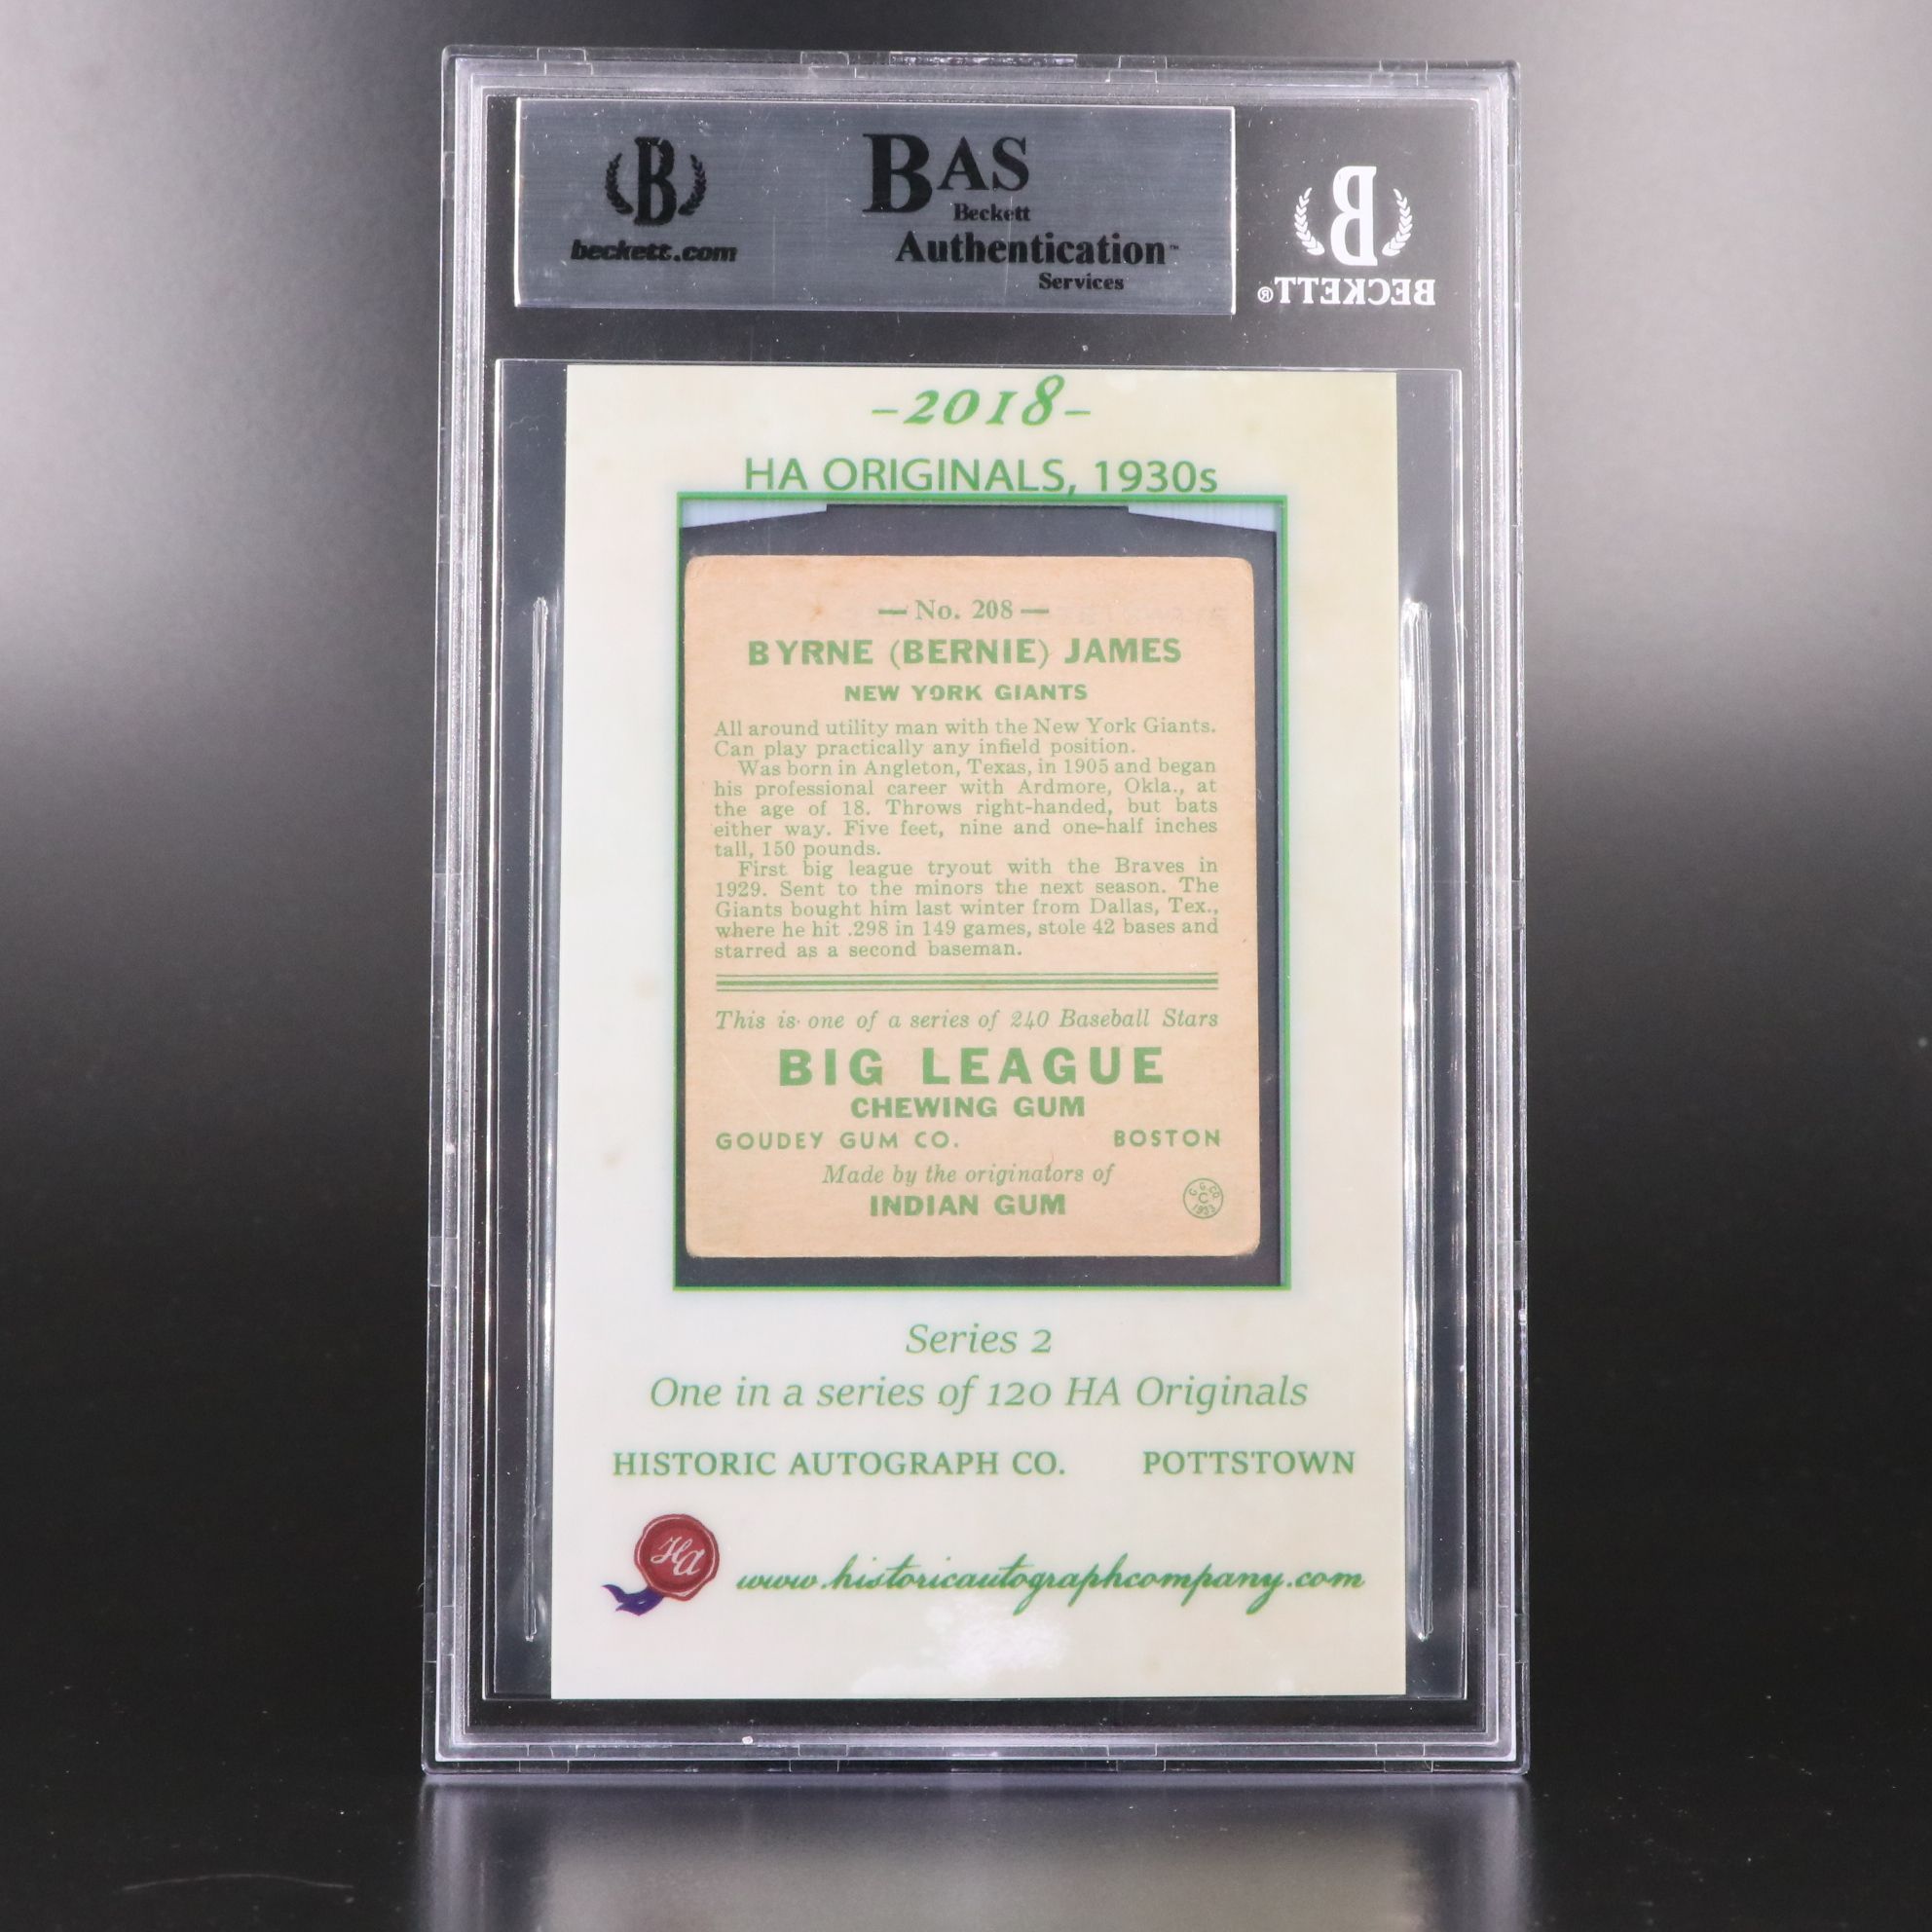 B
beckett.com
BAS
Beckett
Authentication™
Services
B
BECKETT®
-2018-
HA ORIGINALS, 1930s
— No. 208 —
BYRNE (BERNIE) JAMES
NEW YORK GIANTS
All around utility man with the New York Giants.
Can play practically any infield position.
Was born in Angleton, Texas, in 1905 and began
his professional career with Ardmore, Okla., at
the age of 18. Throws right-handed, but bats
either way. Five feet, nine and one-half inches
tall, 150 pounds.
First big league tryout with the Braves in
1929. Sent to the minors the next season. The
Giants bought him last winter from Dallas, Tex.,
where he hit .298 in 149 games, stole 42 bases and
starred as a second baseman.
This is one of a series of 240 Baseball Stars
BIG LEAGUE
CHEWING GUM
GOUDEY GUM CO. BOSTON
Made by the originators of
INDIAN GUM
G. G. CO.
C
1933
Series 2
One in a series of 120 HA Originals
HISTORIC AUTOGRAPH CO. POTTSTOWN
HA
www.historicautographcompany.com